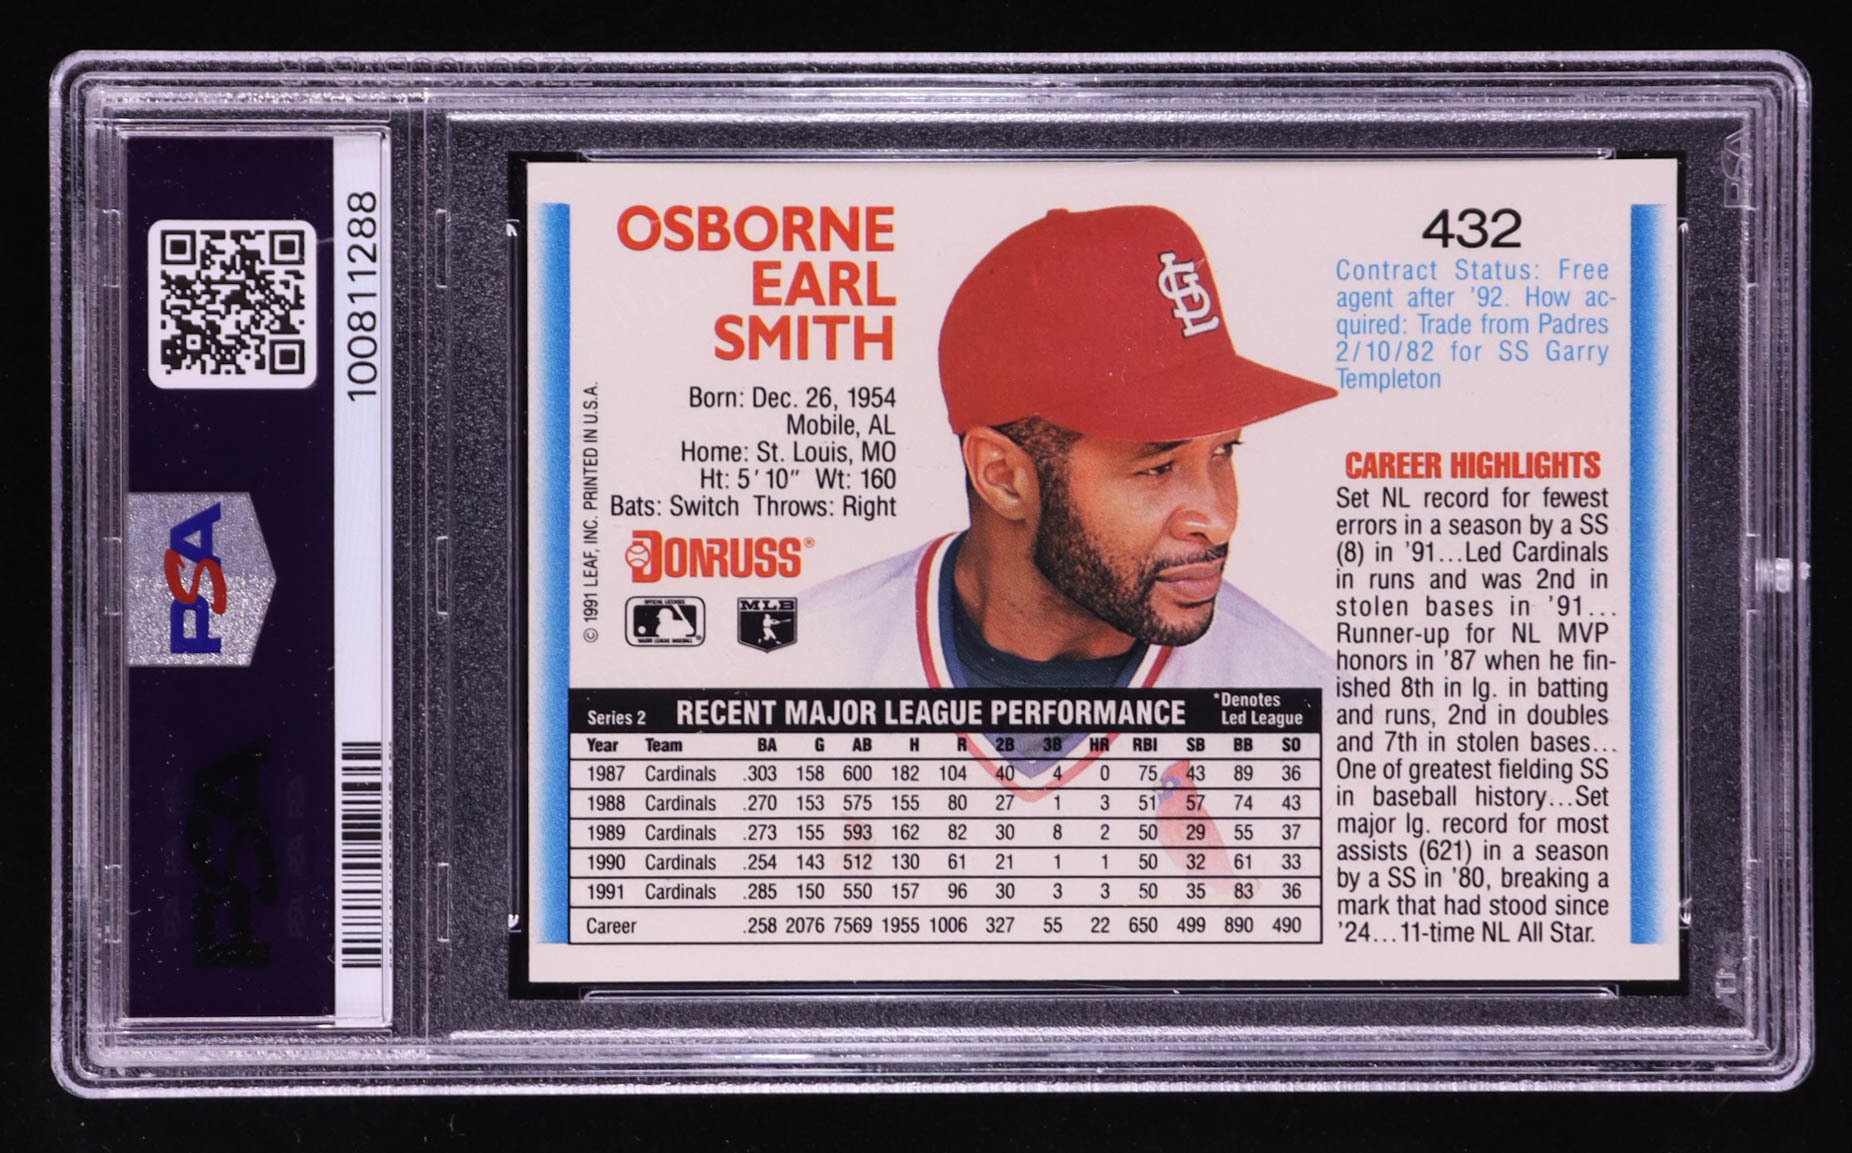 100811288
PSA
PSA
OSBORNE
EARL
SMITH
Born: Dec. 26, 1954
Mobile, AL
Home: St. Louis, MO
Ht: 5' 10" Wt: 160
Bats: Switch Throws: Right
DONRUSS®
© 1991 LEAF, INC. PRINTED IN U.S.A.
OFFICIAL LICENSEE
MAJOR LEAGUE BASEBALL
MLB
STL
432
Contract Status: Free
agent after '92. How ac-
quired: Trade from Padres
2/10/82 for SS Garry
Templeton
CAREER HIGHLIGHTS
Set NL record for fewest
errors in a season by a SS
(8) in '91...Led Cardinals
in runs and was 2nd in
stolen bases in '91...
Runner-up for NL MVP
honors in '87 when he fin-
ished 8th in lg. in batting
and runs, 2nd in doubles
and 7th in stolen bases...
One of greatest fielding SS
in baseball history...Set
major lg. record for most
assists (621) in a season
by a SS in '80, breaking a
mark that had stood since
'24...11-time NL All Star.
Series 2 RECENT MAJOR LEAGUE PERFORMANCE *Denotes
Led League
Year Team BA G AB H R 2B 3B HR RBI SB BB SO
1987 Cardinals .303 158 600 182 104 40 4 0 75 43 89 36
1988 Cardinals .270 153 575 155 80 27 1 3 51 57 74 43
1989 Cardinals .273 155 593 162 82 30 8 2 50 29 55 37
1990 Cardinals .254 143 512 130 61 21 1 1 50 32 61 33
1991 Cardinals .285 150 550 157 96 30 3 3 50 35 83 36
Career .258 2076 7569 1955 1006 327 55 22 650 499 890 490
PSA